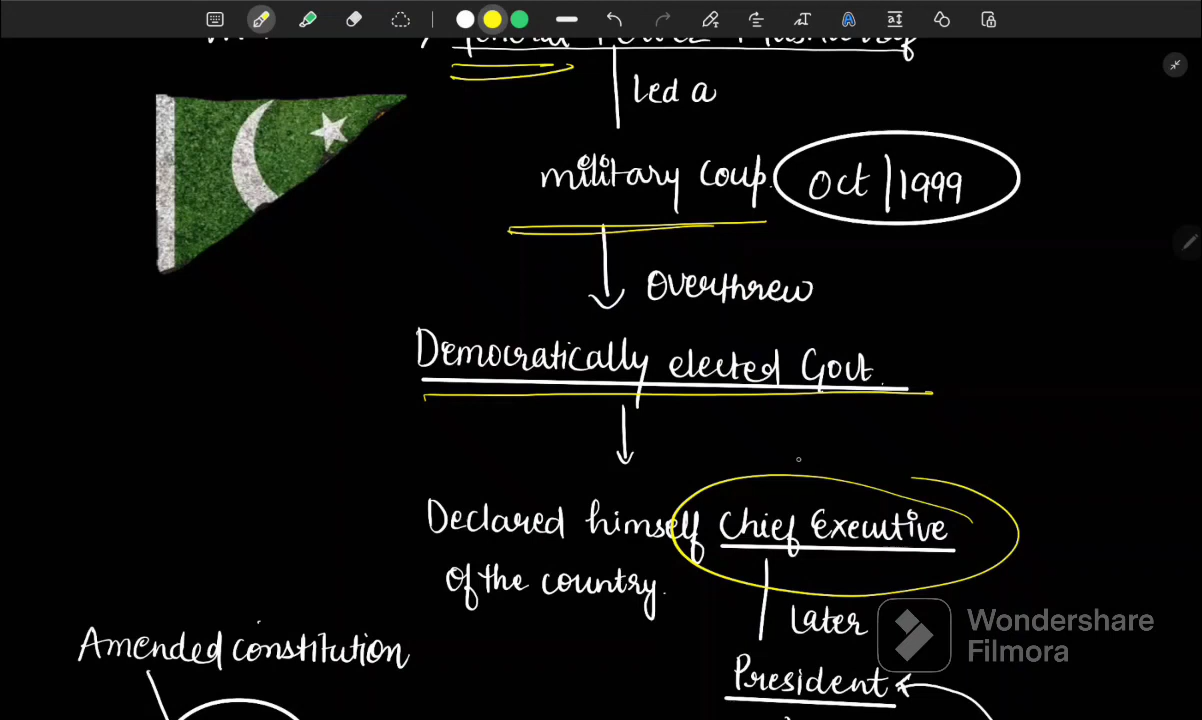 Led a
military coup.
Oct | 1999
Overthrew
Democratically elected Govt.
Declared himself Chief Executive
of the country.
Later
Wondershare
Filmora
Amended constitution
President